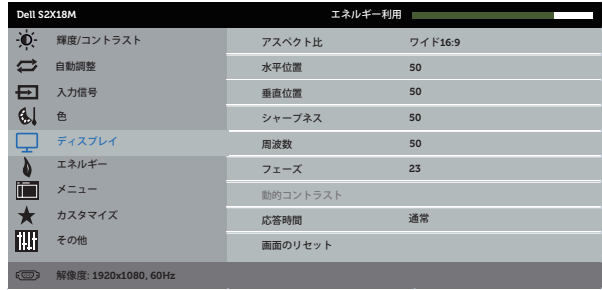 Dell S2X18M エネルギー利用
輝度/コントラスト
自動調整
入力信号
色
ディスプレイ
エネルギー
メニュー
カスタマイズ
その他
アスペクト比 ワイド16:9
水平位置 50
垂直位置 50
シャープネス 50
周波数 50
フェーズ 23
動的コントラスト
応答時間 通常
画面のリセット
解像度: 1920x1080, 60Hz